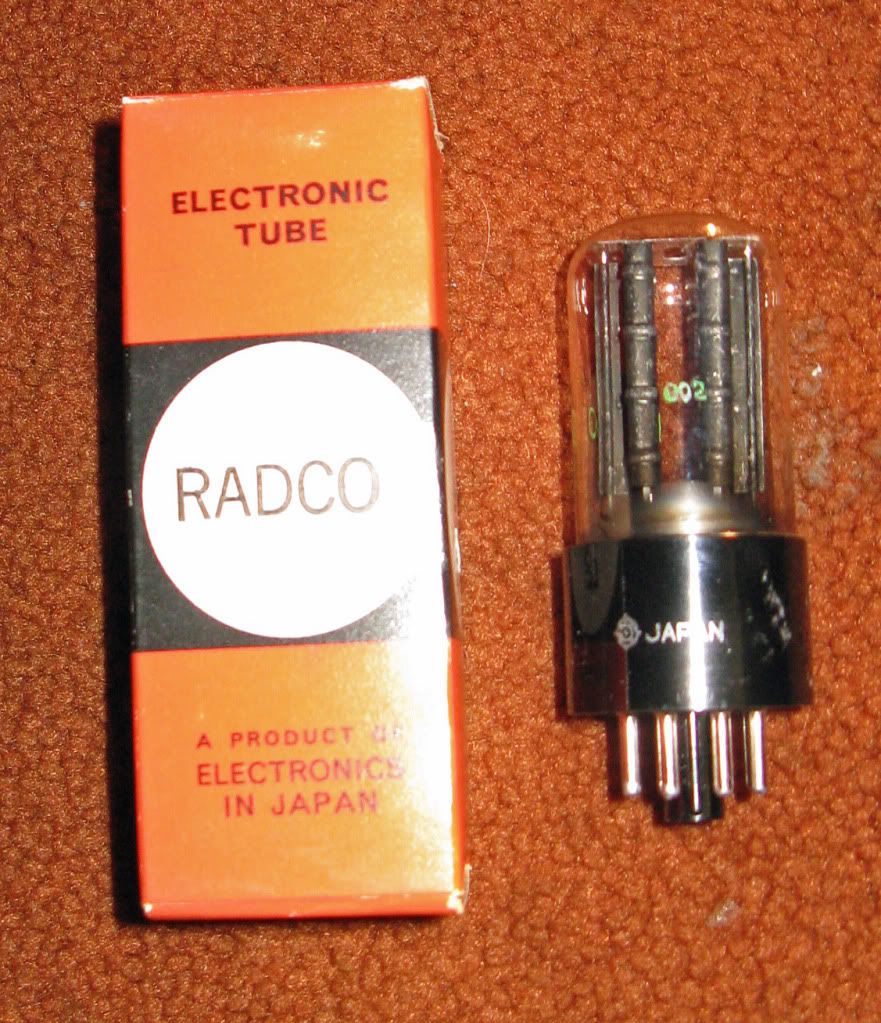 ELECTRONIC
TUBE
RADCO
A PRODUCT OF
ELECTRONICS
IN JAPAN
002
JAPAN